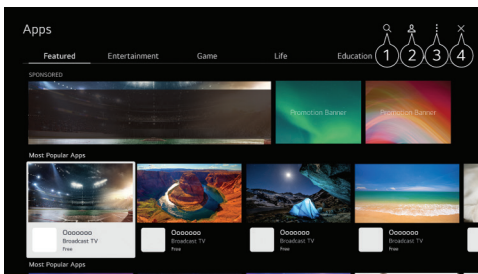 Apps
Featured Entertainment Game Life Education
1 2 3 4
SPONSORED
Promotion Banner Promotion Banner
Most Popular Apps
Ooooooo Ooooooo Ooooooo Ooooooo
Broadcast TV Broadcast TV Broadcast TV Broadcast TV
Free Free Free Free
Most Popular Apps